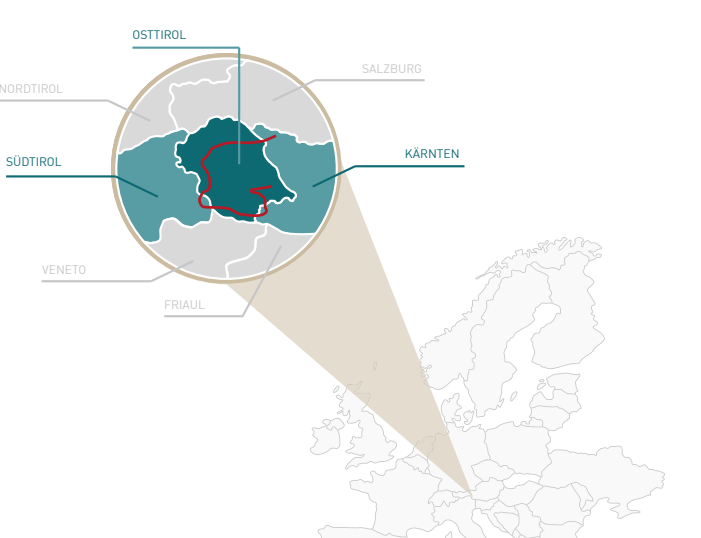 OSTTIROL
SALZBURG
NORDTIROL
KÄRNTEN
SÜDTIROL
VENETO
FRIAUL